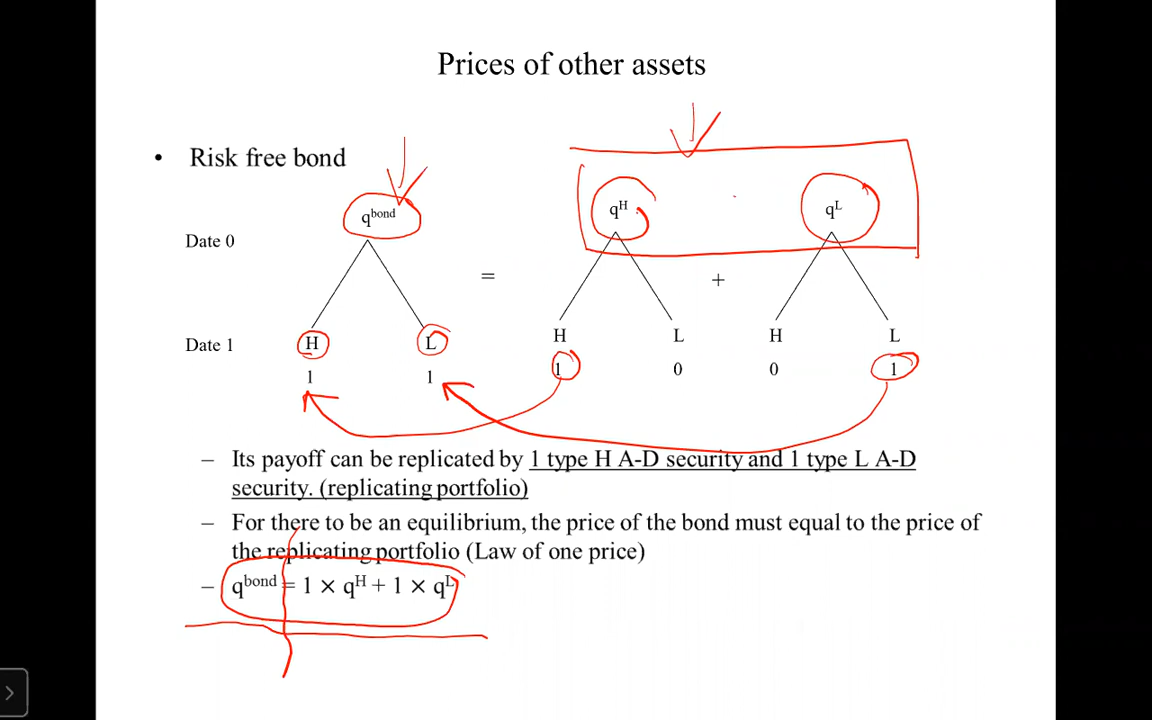 Prices of other assets
• Risk free bond
q^bond q^H q^L
Date 0
= +
H L H L H L
Date 1
1 1 1 0 0 1
– Its payoff can be replicated by 1 type H A-D security and 1 type L A-D
security. (replicating portfolio)
– For there to be an equilibrium, the price of the bond must equal to the price of
the replicating portfolio (Law of one price)
– q^bond = 1 × q^H + 1 × q^L